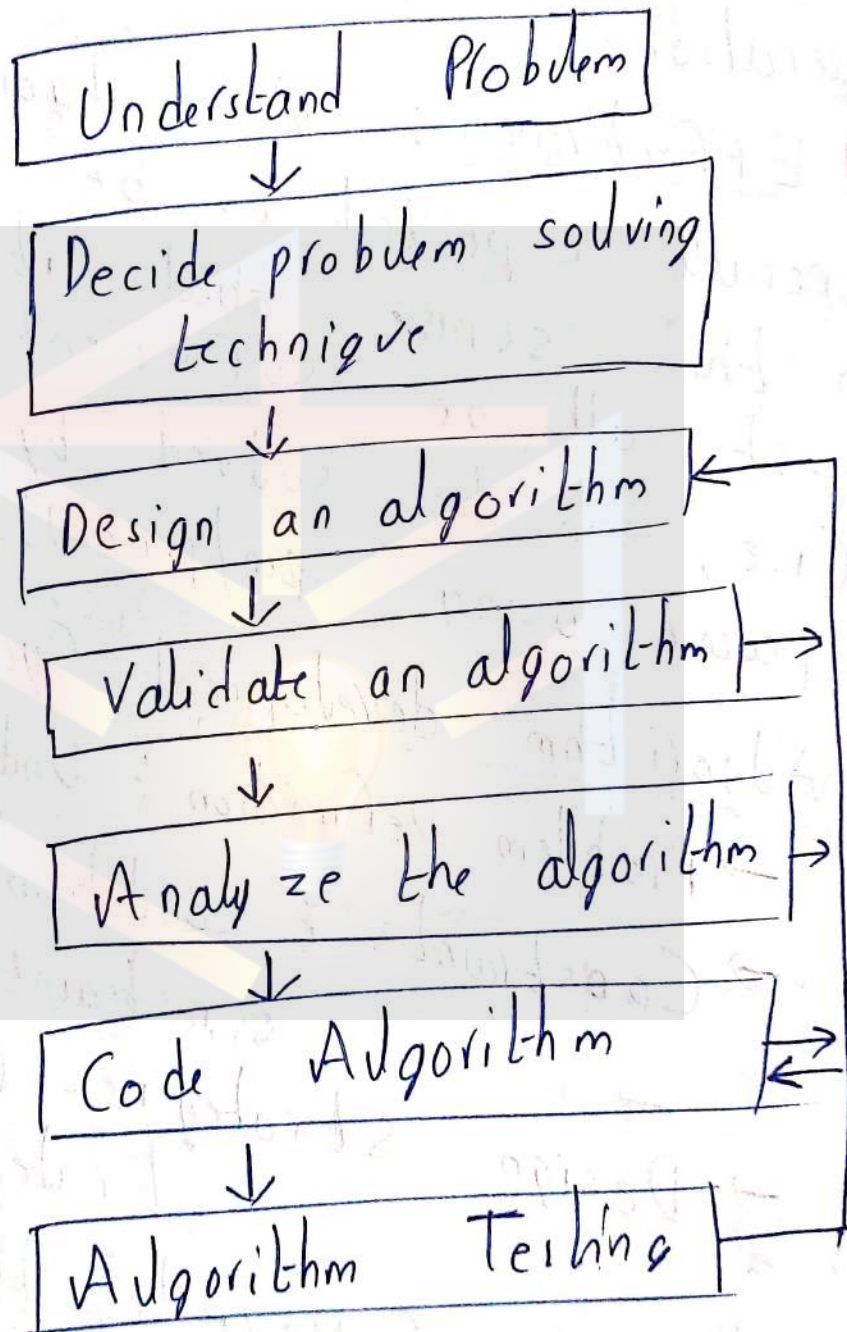 Understand Problem
Decide problem solving
technique
Design an algorithm
Validate an algorithm
Analyze the algorithm
Code Algorithm
Algorithm Testing